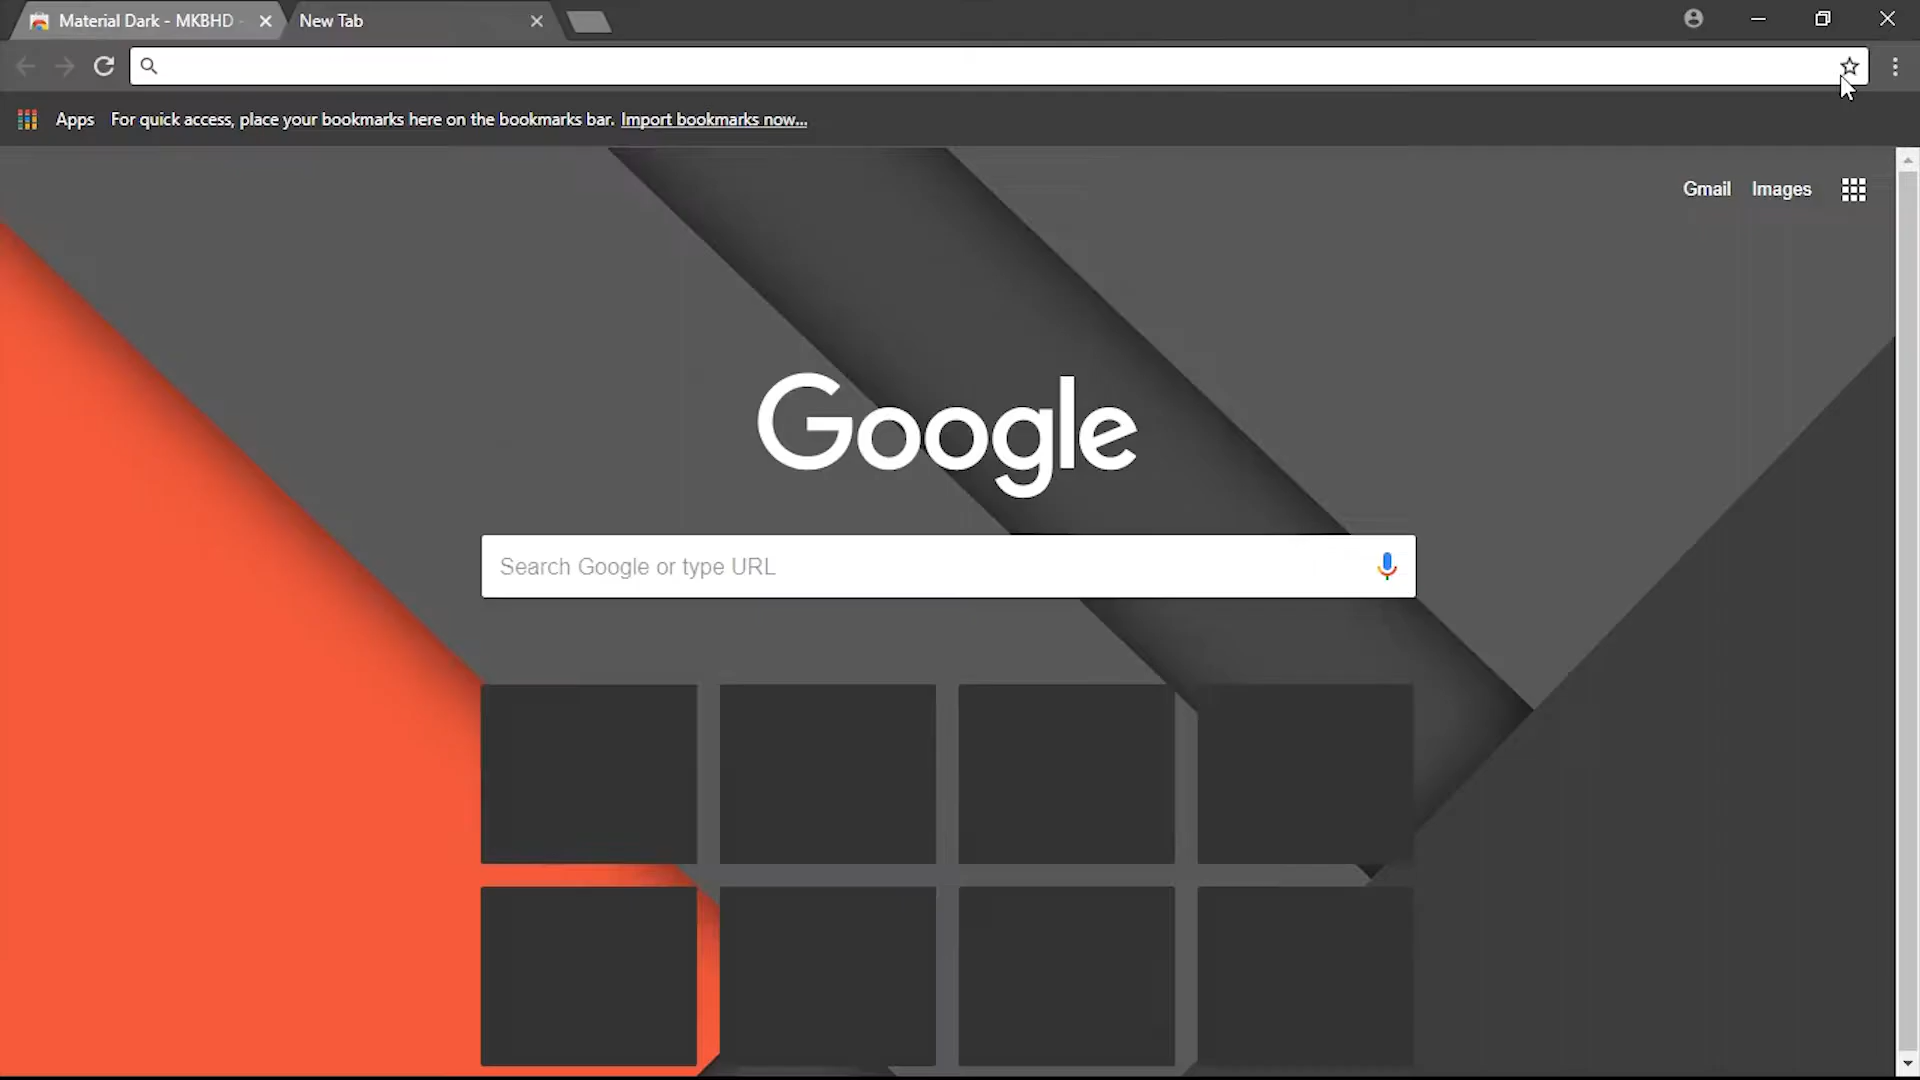 Material Dark - MKBHD -
New Tab
Apps For quick access, place your bookmarks here on the bookmarks bar. Import bookmarks now...
Gmail Images
Google
Search Google or type URL